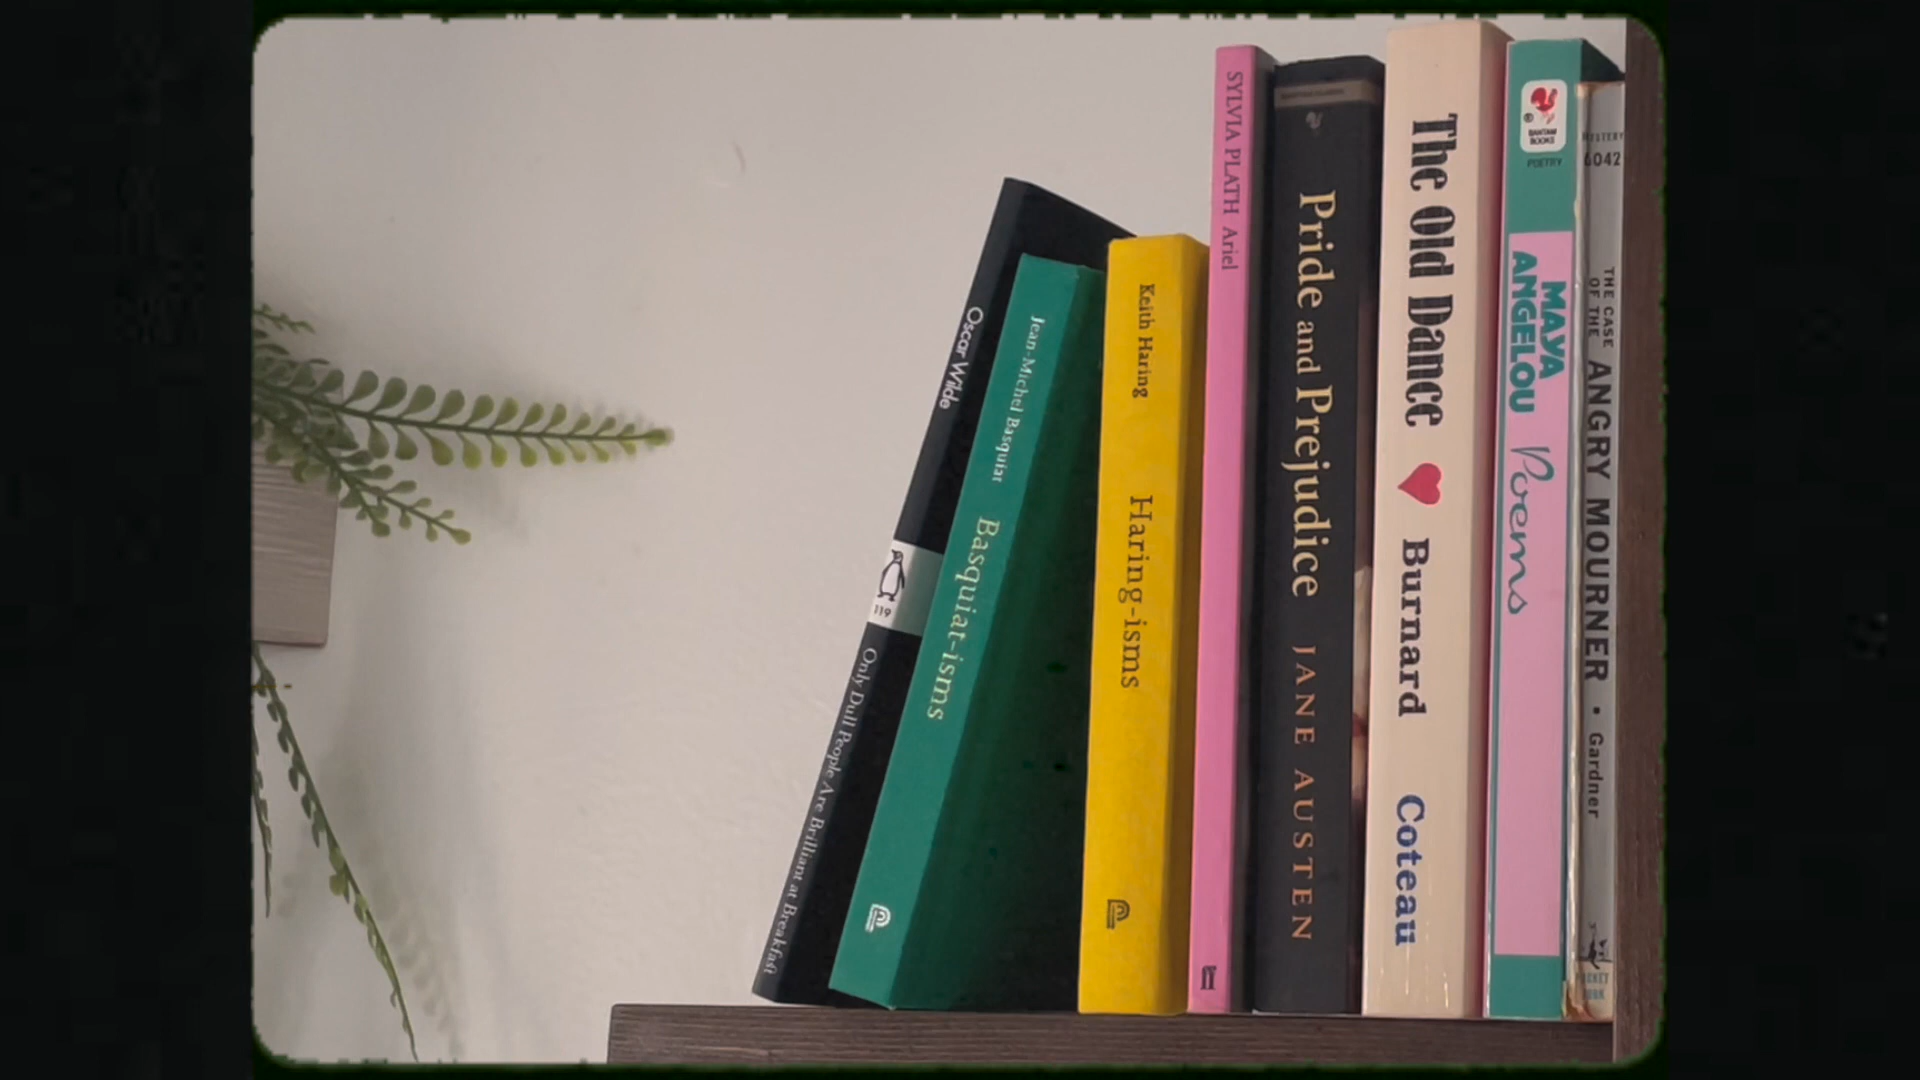 Oscar Wilde
119
Only Dull People Are Brilliant at Breakfast
Jean-Michel Basquiat Basquiat-isms
Keith Haring Haring-isms
SYLVIA PLATH Ariel
ff
Pride and Prejudice JANE AUSTEN
The Old Dance Burnard Coteau
BANTAM
BOOKS
®
POETRY
MAYA
ANGELOU Poems
MYSTERY
6042
THE CASE
OF THE
ANGRY MOURNER • Gardner
POCKET
BOOK